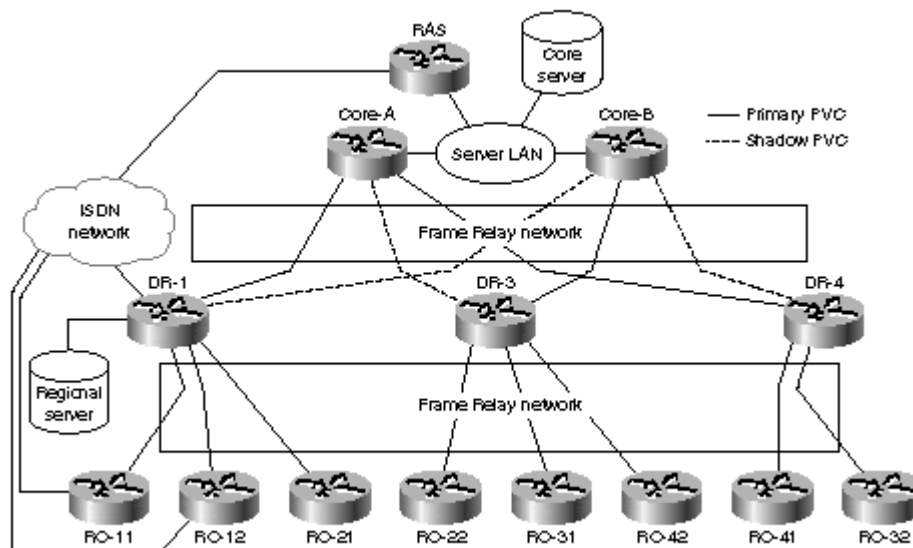 RAS
Core
server
Core-A
Core-B
Primary PVC
Shadow PVC
Server LAN
ISDN
network
Frame Relay network
DR-1
DR-3
DR-4
Regional
server
Frame Relay network
RO-11
RO-12
RO-21
RO-22
RO-31
RO-42
RO-41
RO-32